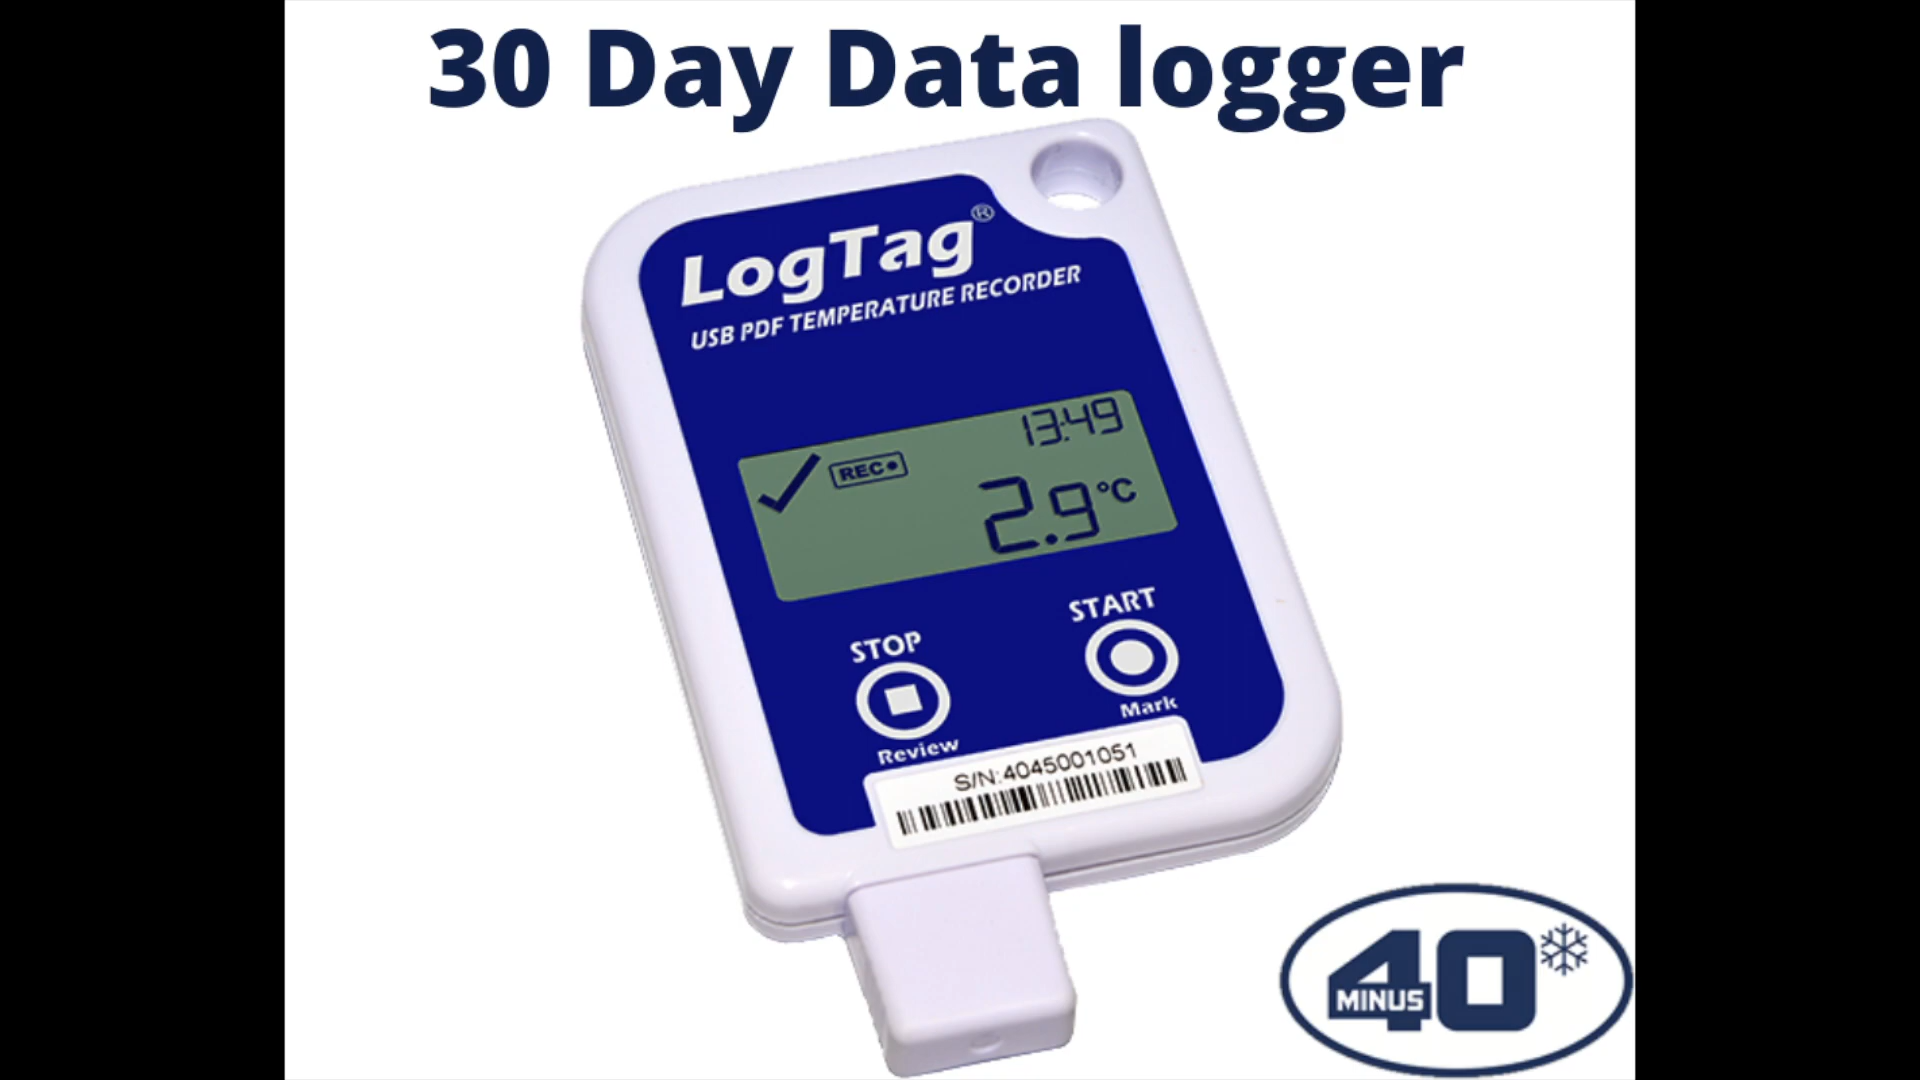 30 Day Data logger
LogTag®
USB PDF TEMPERATURE RECORDER
13:49
REC
2.9°C
STOP
START
Review
Mark
S/N:4045001051
MINUS
40